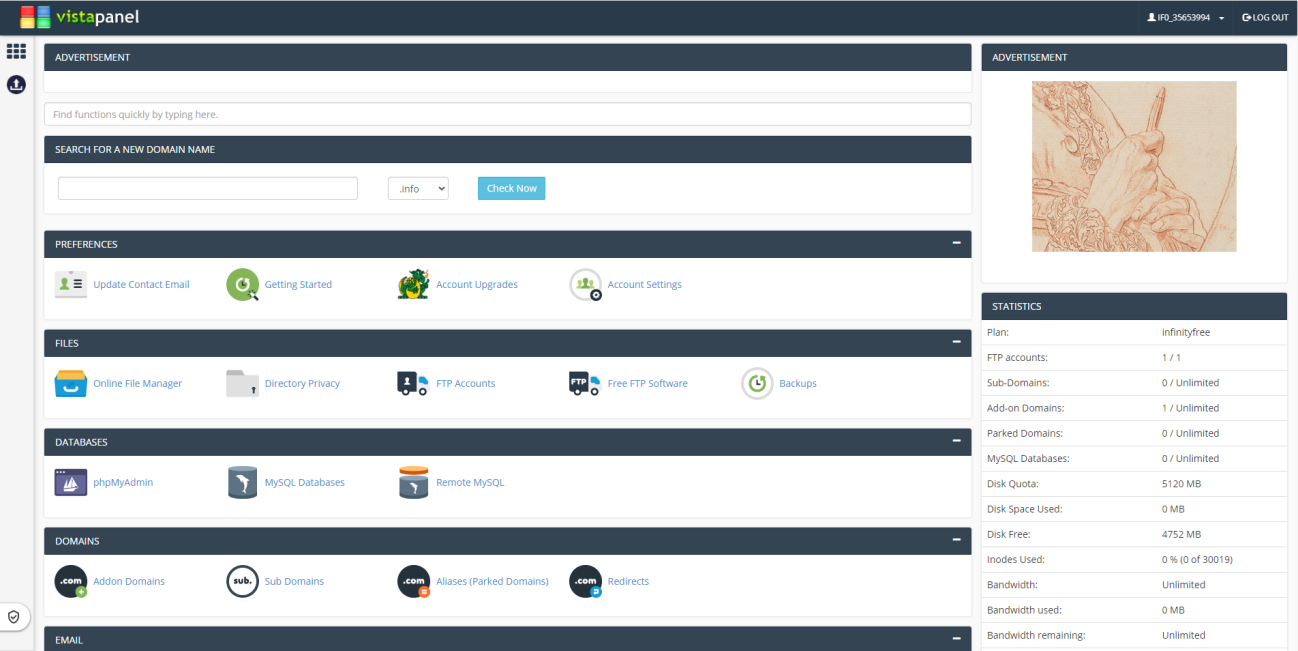 vistapanel
IF0_35653994
LOG OUT
ADVERTISEMENT
Find functions quickly by typing here.
SEARCH FOR A NEW DOMAIN NAME
.info
Check Now
PREFERENCES
Update Contact Email
Getting Started
Account Upgrades
Account Settings
FILES
Online File Manager
Directory Privacy
FTP Accounts
FTP
Free FTP Software
Backups
DATABASES
phpMyAdmin
MySQL Databases
Remote MySQL
DOMAINS
.com
Addon Domains
sub.
Sub Domains
.com
Aliases (Parked Domains)
.com
Redirects
EMAIL
ADVERTISEMENT
STATISTICS
Plan: infinityfree
FTP accounts: 1 / 1
Sub-Domains: 0 / Unlimited
Add-on Domains: 1 / Unlimited
Parked Domains: 0 / Unlimited
MySQL Databases: 0 / Unlimited
Disk Quota: 5120 MB
Disk Space Used: 0 MB
Disk Free: 4752 MB
Inodes Used: 0 % (0 of 30019)
Bandwidth: Unlimited
Bandwidth used: 0 MB
Bandwidth remaining: Unlimited